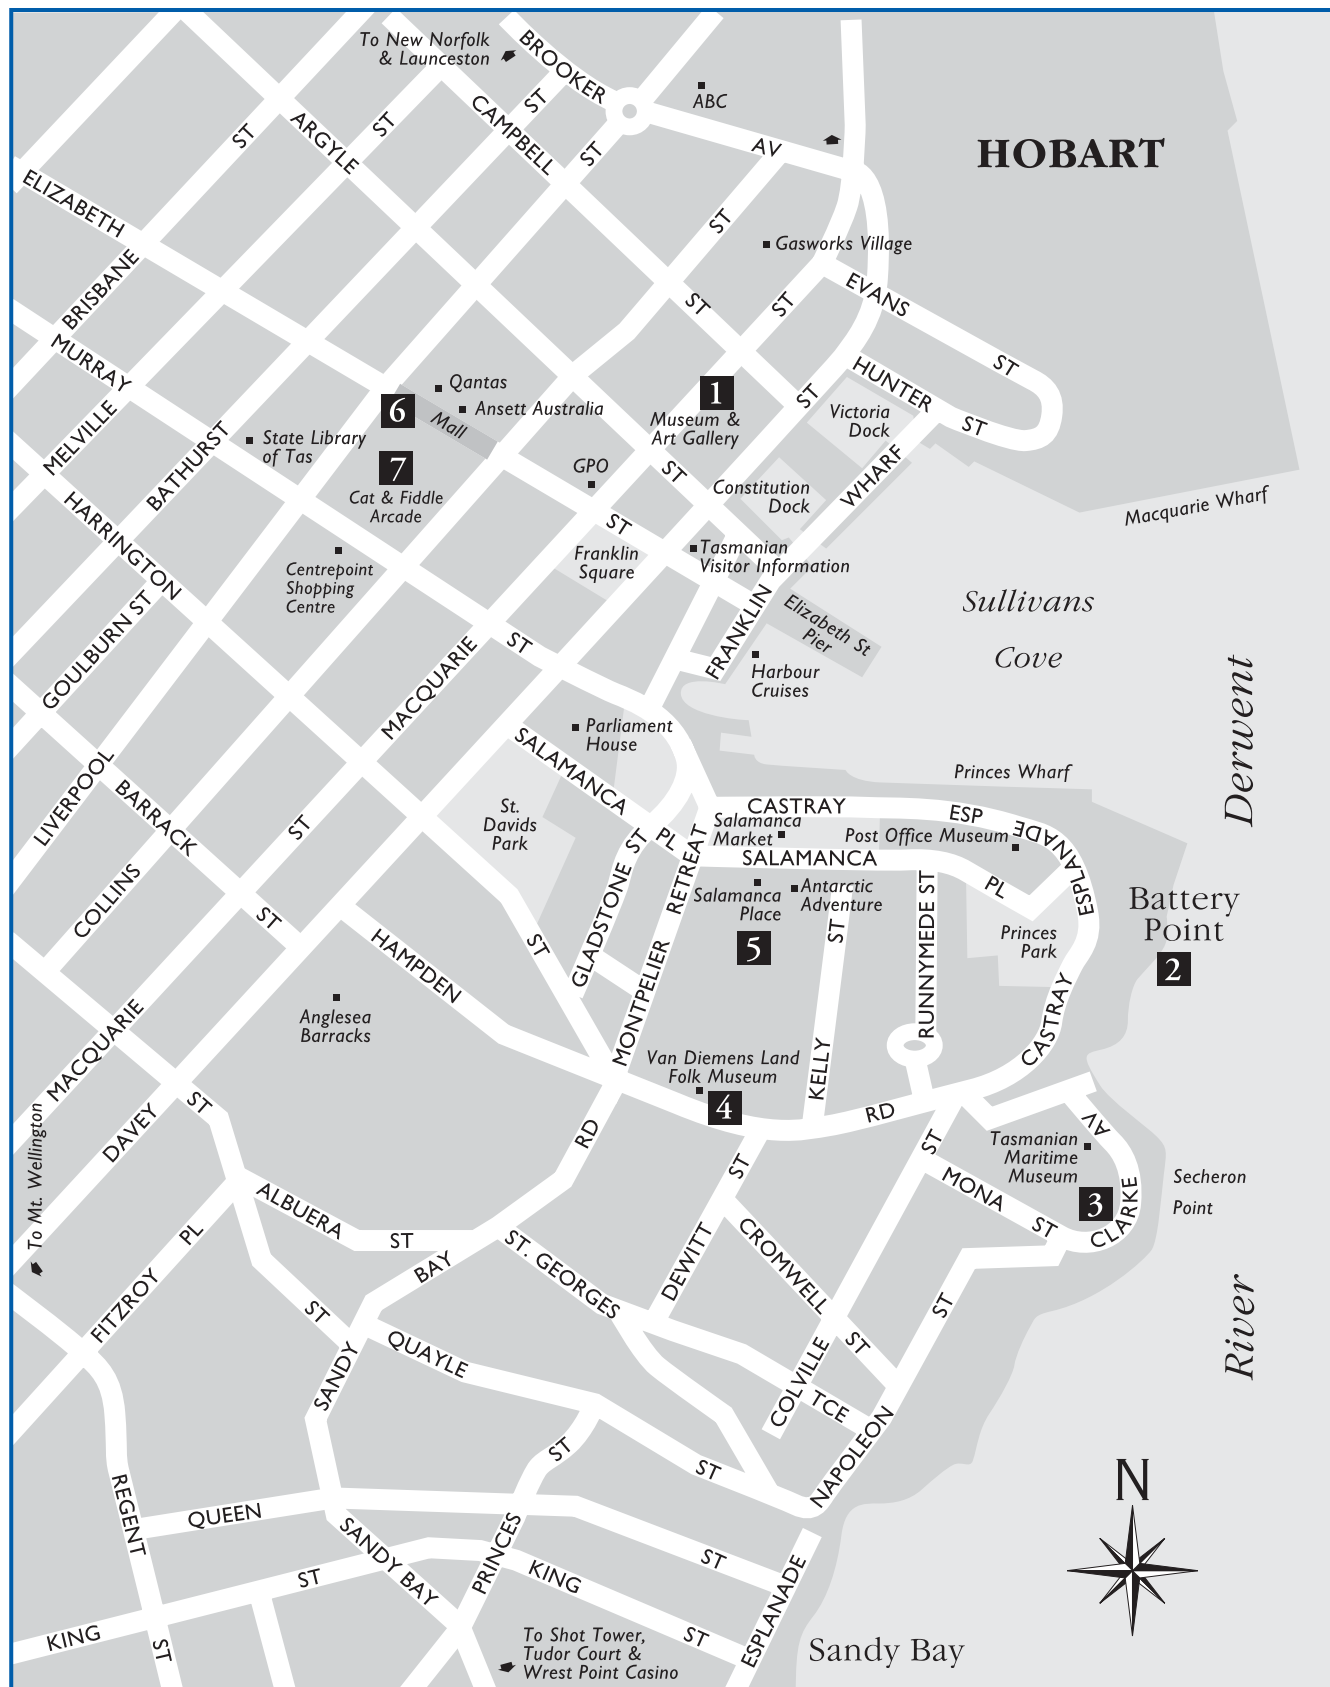 To New Norfolk
& Launceston
BROOKER
AV
ABC
HOBART
ST
ARGYLE
ST
CAMPBELL
ST
ST
ELIZABETH
BRISBANE
ST
Gasworks Village
EVANS
ST
ST
ST
MURRAY
MELVILLE
BATHURST
Qantas
Ansett Australia
Mall
6
7
Cat & Fiddle
Arcade
State Library
of Tas
1
Museum &
Art Gallery
ST
HUNTER
ST
Victoria
Dock
Constitution
Dock
WHARF
GPO
ST
ST
Franklin
Square
Tasmanian
Visitor Information
Macquarie Wharf
HARRINGTON
Centrepoint
Shopping
Centre
GOULBURN ST
Sullivans
Cove
Elizabeth St
Pier
FRANKLIN
Harbour
Cruises
MACQUARIE
ST
Parliament
House
SALAMANCA
PL
Derwent
River
Princes Wharf
LIVERPOOL
BARRACK
ST
ST
COLLINS
St.
Davids
Park
CASTRAY
ESP
ESPLANADE
Salamanca
Market
Post Office Museum
SALAMANCA
PL
GLADSTONE ST
MONTPELIER RETREAT
Salamanca
Place
Antarctic
Adventure
5
KELLY
ST
RUNNYMEDE ST
Princes
Park
ESPLANADE
CASTRAY
Battery
Point
2
HAMPDEN
RD
ST
Anglesea
Barracks
MACQUARIE
DAVEY
ST
To Mt. Wellington
Van Diemens Land
Folk Museum
4
RD
ST
ST
Tasmanian
Maritime
Museum
3
AV
CLARKE
Secheron
Point
MONA
ST
ALBUERA
ST
FITZROY
PL
BAY
SANDY
ST
ST. GEORGES
TCE
DEWITT
CROMWELL
ST
COLVILLE
ST
NAPOLEON
QUAYLE
ST
ST
PRINCES
REGENT
ST
QUEEN
ST
SANDY BAY
KING
ST
KING
ST
ESPLANADE
To Shot Tower,
Tudor Court &
Wrest Point Casino
Sandy Bay
N